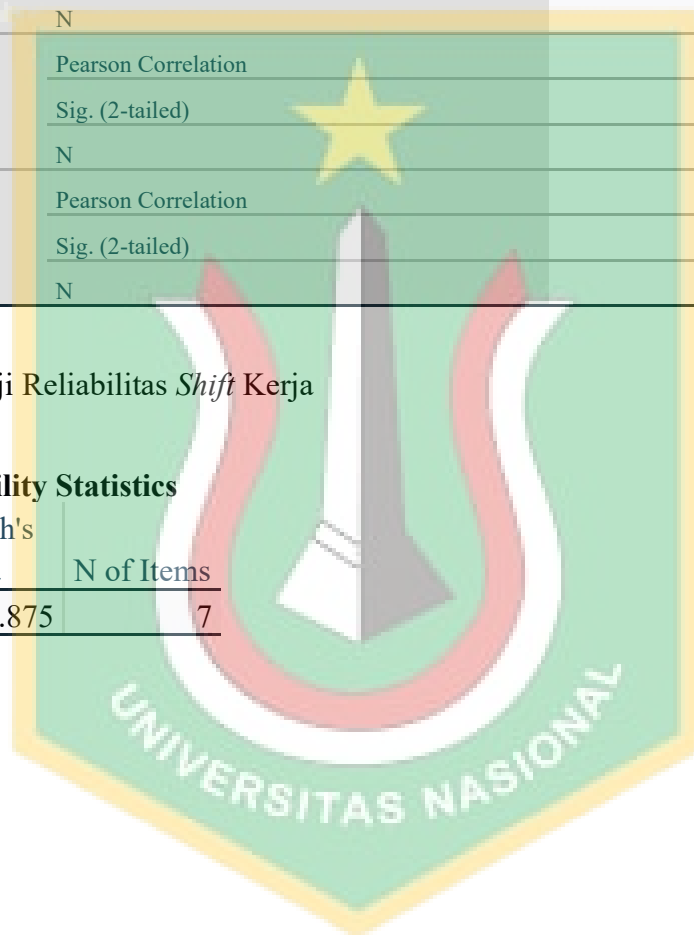 N
Pearson Correlation
Sig. (2-tailed)
N
Pearson Correlation
Sig. (2-tailed)
N
ji Reliabilitas Shift Kerja
ility Statistics
h's
N of Items
.875 7
UNIVERSITAS NASIONAL